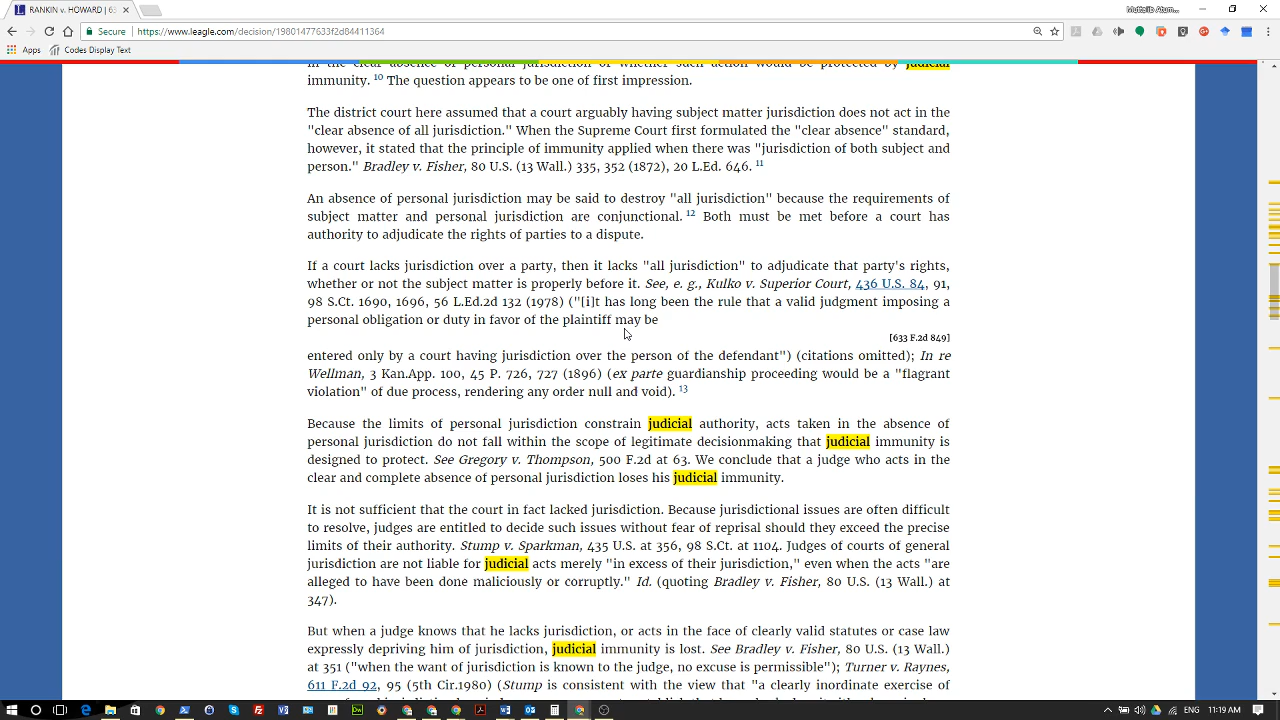 RANKIN v. HOWARD | 63
Secure | https://www.leagle.com/decision/19801477633f2d84411364
Apps Codes Display Text
in the clear absence of personal jurisdiction or whether such action would be protected by judicial
immunity. 10 The question appears to be one of first impression.
The district court here assumed that a court arguably having subject matter jurisdiction does not act in the
"clear absence of all jurisdiction." When the Supreme Court first formulated the "clear absence" standard,
however, it stated that the principle of immunity applied when there was "jurisdiction of both subject and
person." Bradley v. Fisher, 80 U.S. (13 Wall.) 335, 352 (1872), 20 L.Ed. 646. 11
An absence of personal jurisdiction may be said to destroy "all jurisdiction" because the requirements of
subject matter and personal jurisdiction are conjunctional. 12 Both must be met before a court has
authority to adjudicate the rights of parties to a dispute.
If a court lacks jurisdiction over a party, then it lacks "all jurisdiction" to adjudicate that party's rights,
whether or not the subject matter is properly before it. See, e. g., Kulko v. Superior Court, 436 U.S. 84, 91,
98 S.Ct. 1690, 1696, 56 L.Ed.2d 132 (1978) ("[i]t has long been the rule that a valid judgment imposing a
personal obligation or duty in favor of the plaintiff may be
[633 F.2d 849]
entered only by a court having jurisdiction over the person of the defendant") (citations omitted); In re
Wellman, 3 Kan.App. 100, 45 P. 726, 727 (1896) (ex parte guardianship proceeding would be a "flagrant
violation" of due process, rendering any order null and void). 13
Because the limits of personal jurisdiction constrain judicial authority, acts taken in the absence of
personal jurisdiction do not fall within the scope of legitimate decisionmaking that judicial immunity is
designed to protect. See Gregory v. Thompson, 500 F.2d at 63. We conclude that a judge who acts in the
clear and complete absence of personal jurisdiction loses his judicial immunity.
It is not sufficient that the court in fact lacked jurisdiction. Because jurisdictional issues are often difficult
to resolve, judges are entitled to decide such issues without fear of reprisal should they exceed the precise
limits of their authority. Stump v. Sparkman, 435 U.S. at 356, 98 S.Ct. at 1104. Judges of courts of general
jurisdiction are not liable for judicial acts merely "in excess of their jurisdiction," even when the acts "are
alleged to have been done maliciously or corruptly." Id. (quoting Bradley v. Fisher, 80 U.S. (13 Wall.) at
347).
But when a judge knows that he lacks jurisdiction, or acts in the face of clearly valid statutes or case law
expressly depriving him of jurisdiction, judicial immunity is lost. See Bradley v. Fisher, 80 U.S. (13 Wall.)
at 351 ("when the want of jurisdiction is known to the judge, no excuse is permissible"); Turner v. Raynes,
611 F.2d 92, 95 (5th Cir.1980) (Stump is consistent with the view that "a clearly inordinate exercise of
ENG 11:19 AM